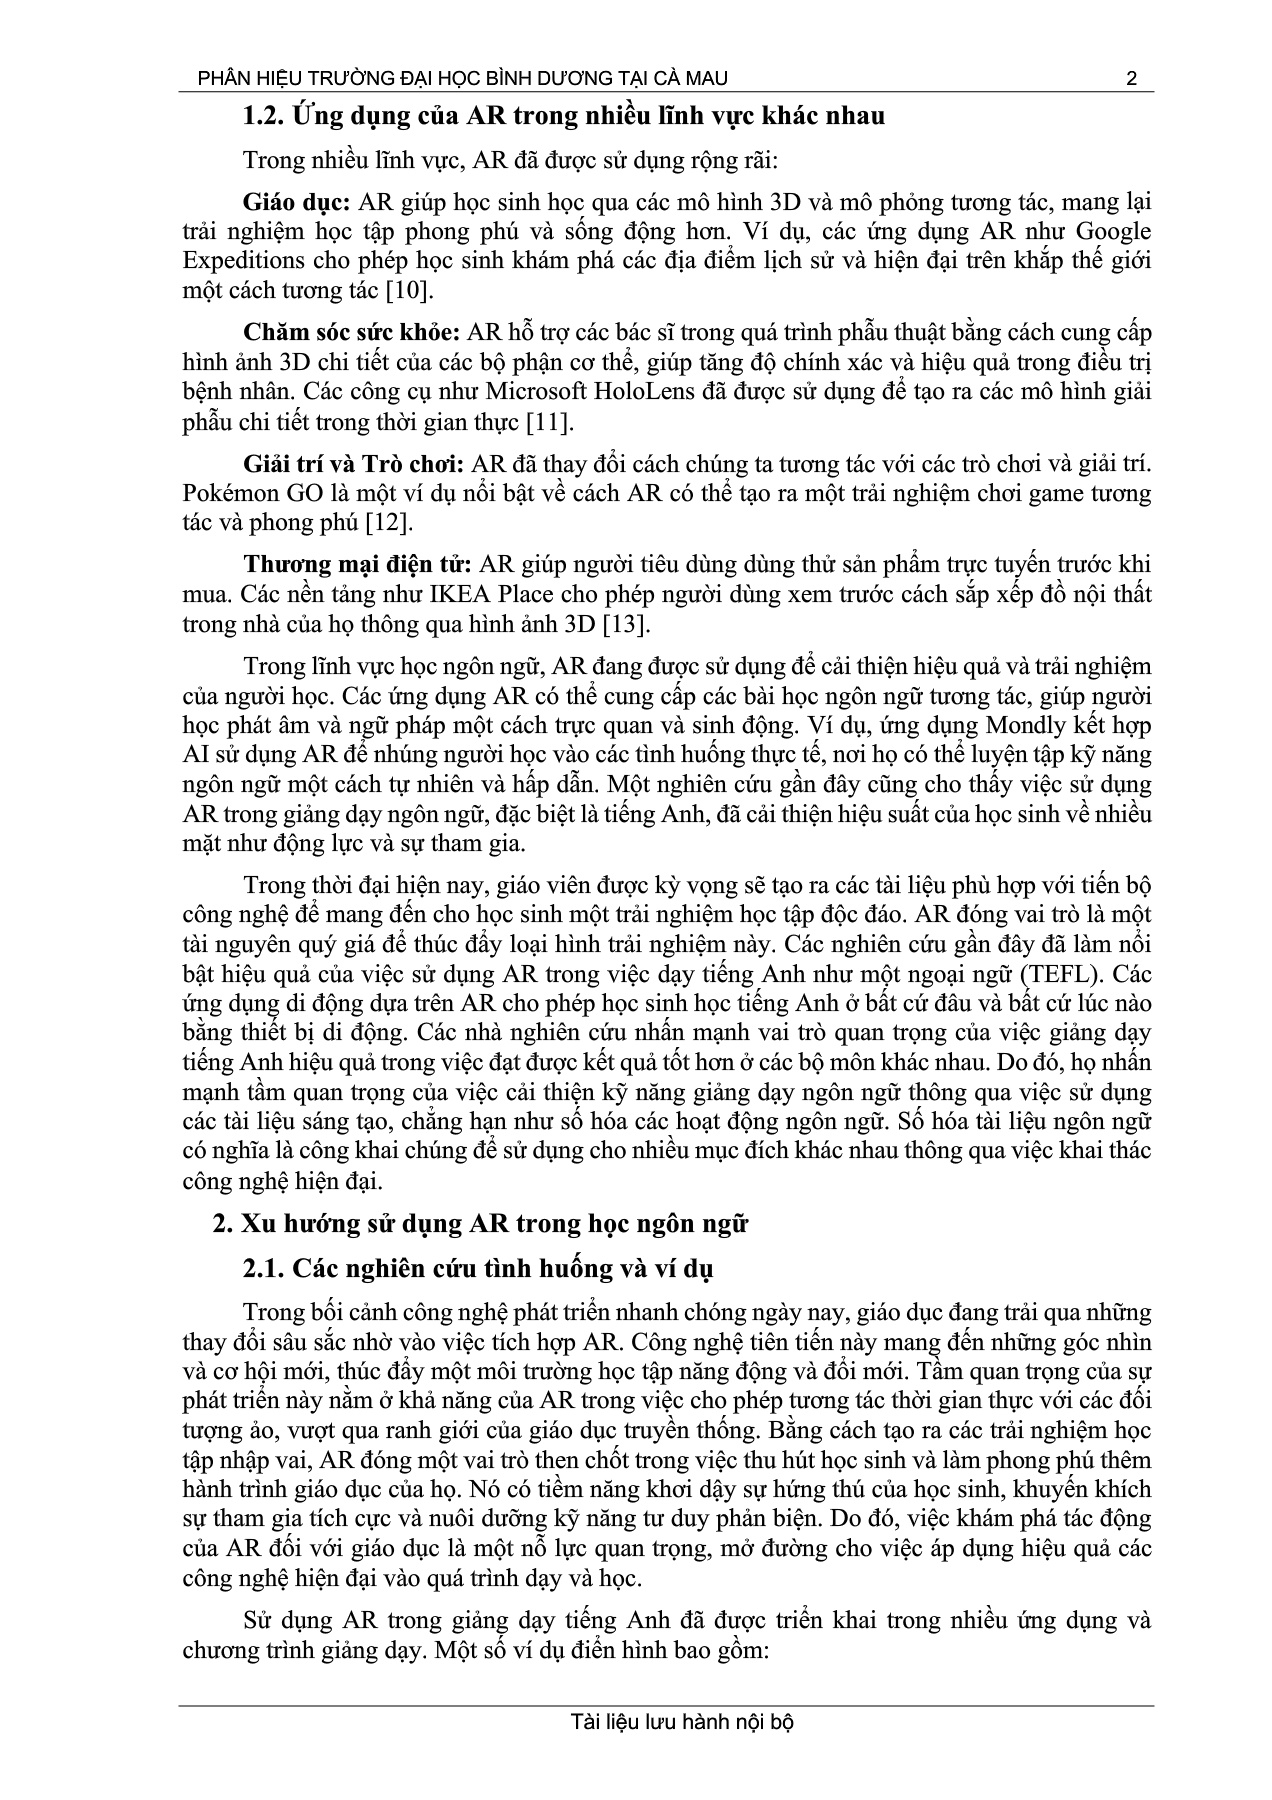 PHÂN HIỆU TRƯỜNG ĐẠI HỌC BÌNH DƯƠNG TẠI CÀ MAU 2
1.2. Ứng dụng của AR trong nhiều lĩnh vực khác nhau
Trong nhiều lĩnh vực, AR đã được sử dụng rộng rãi:
Giáo dục: AR giúp học sinh học qua các mô hình 3D và mô phỏng tương tác, mang lại
trải nghiệm học tập phong phú và sống động hơn. Ví dụ, các ứng dụng AR như Google
Expeditions cho phép học sinh khám phá các địa điểm lịch sử và hiện đại trên khắp thế giới
một cách tương tác [10].
Chăm sóc sức khỏe: AR hỗ trợ các bác sĩ trong quá trình phẫu thuật bằng cách cung cấp
hình ảnh 3D chi tiết của các bộ phận cơ thể, giúp tăng độ chính xác và hiệu quả trong điều trị
bệnh nhân. Các công cụ như Microsoft HoloLens đã được sử dụng để tạo ra các mô hình giải
phẫu chi tiết trong thời gian thực [11].
Giải trí và Trò chơi: AR đã thay đổi cách chúng ta tương tác với các trò chơi và giải trí.
Pokémon GO là một ví dụ nổi bật về cách AR có thể tạo ra một trải nghiệm chơi game tương
tác và phong phú [12].
Thương mại điện tử: AR giúp người tiêu dùng dùng thử sản phẩm trực tuyến trước khi
mua. Các nền tảng như IKEA Place cho phép người dùng xem trước cách sắp xếp đồ nội thất
trong nhà của họ thông qua hình ảnh 3D [13].
Trong lĩnh vực học ngôn ngữ, AR đang được sử dụng để cải thiện hiệu quả và trải nghiệm
của người học. Các ứng dụng AR có thể cung cấp các bài học ngôn ngữ tương tác, giúp người
học phát âm và ngữ pháp một cách trực quan và sinh động. Ví dụ, ứng dụng Mondly kết hợp
AI sử dụng AR để nhúng người học vào các tình huống thực tế, nơi họ có thể luyện tập kỹ năng
ngôn ngữ một cách tự nhiên và hấp dẫn. Một nghiên cứu gần đây cũng cho thấy việc sử dụng
AR trong giảng dạy ngôn ngữ, đặc biệt là tiếng Anh, đã cải thiện hiệu suất của học sinh về nhiều
mặt như động lực và sự tham gia.
Trong thời đại hiện nay, giáo viên được kỳ vọng sẽ tạo ra các tài liệu phù hợp với tiến bộ
công nghệ để mang đến cho học sinh một trải nghiệm học tập độc đáo. AR đóng vai trò là một
tài nguyên quý giá để thúc đẩy loại hình trải nghiệm này. Các nghiên cứu gần đây đã làm nổi
bật hiệu quả của việc sử dụng AR trong việc dạy tiếng Anh như một ngoại ngữ (TEFL). Các
ứng dụng di động dựa trên AR cho phép học sinh học tiếng Anh ở bất cứ đâu và bất cứ lúc nào
bằng thiết bị di động. Các nhà nghiên cứu nhấn mạnh vai trò quan trọng của việc giảng dạy
tiếng Anh hiệu quả trong việc đạt được kết quả tốt hơn ở các bộ môn khác nhau. Do đó, họ nhấn
mạnh tầm quan trọng của việc cải thiện kỹ năng giảng dạy ngôn ngữ thông qua việc sử dụng
các tài liệu sáng tạo, chẳng hạn như số hóa các hoạt động ngôn ngữ. Số hóa tài liệu ngôn ngữ
có nghĩa là công khai chúng để sử dụng cho nhiều mục đích khác nhau thông qua việc khai thác
công nghệ hiện đại.
2. Xu hướng sử dụng AR trong học ngôn ngữ
2.1. Các nghiên cứu tình huống và ví dụ
Trong bối cảnh công nghệ phát triển nhanh chóng ngày nay, giáo dục đang trải qua những
thay đổi sâu sắc nhờ vào việc tích hợp AR. Công nghệ tiên tiến này mang đến những góc nhìn
và cơ hội mới, thúc đẩy một môi trường học tập năng động và đổi mới. Tầm quan trọng của sự
phát triển này nằm ở khả năng của AR trong việc cho phép tương tác thời gian thực với các đối
tượng ảo, vượt qua ranh giới của giáo dục truyền thống. Bằng cách tạo ra các trải nghiệm học
tập nhập vai, AR đóng một vai trò then chốt trong việc thu hút học sinh và làm phong phú thêm
hành trình giáo dục của họ. Nó có tiềm năng khơi dậy sự hứng thú của học sinh, khuyến khích
sự tham gia tích cực và nuôi dưỡng kỹ năng tư duy phản biện. Do đó, việc khám phá tác động
của AR đối với giáo dục là một nỗ lực quan trọng, mở đường cho việc áp dụng hiệu quả các
công nghệ hiện đại vào quá trình dạy và học.
Sử dụng AR trong giảng dạy tiếng Anh đã được triển khai trong nhiều ứng dụng và
chương trình giảng dạy. Một số ví dụ điển hình bao gồm:
Tài liệu lưu hành nội bộ